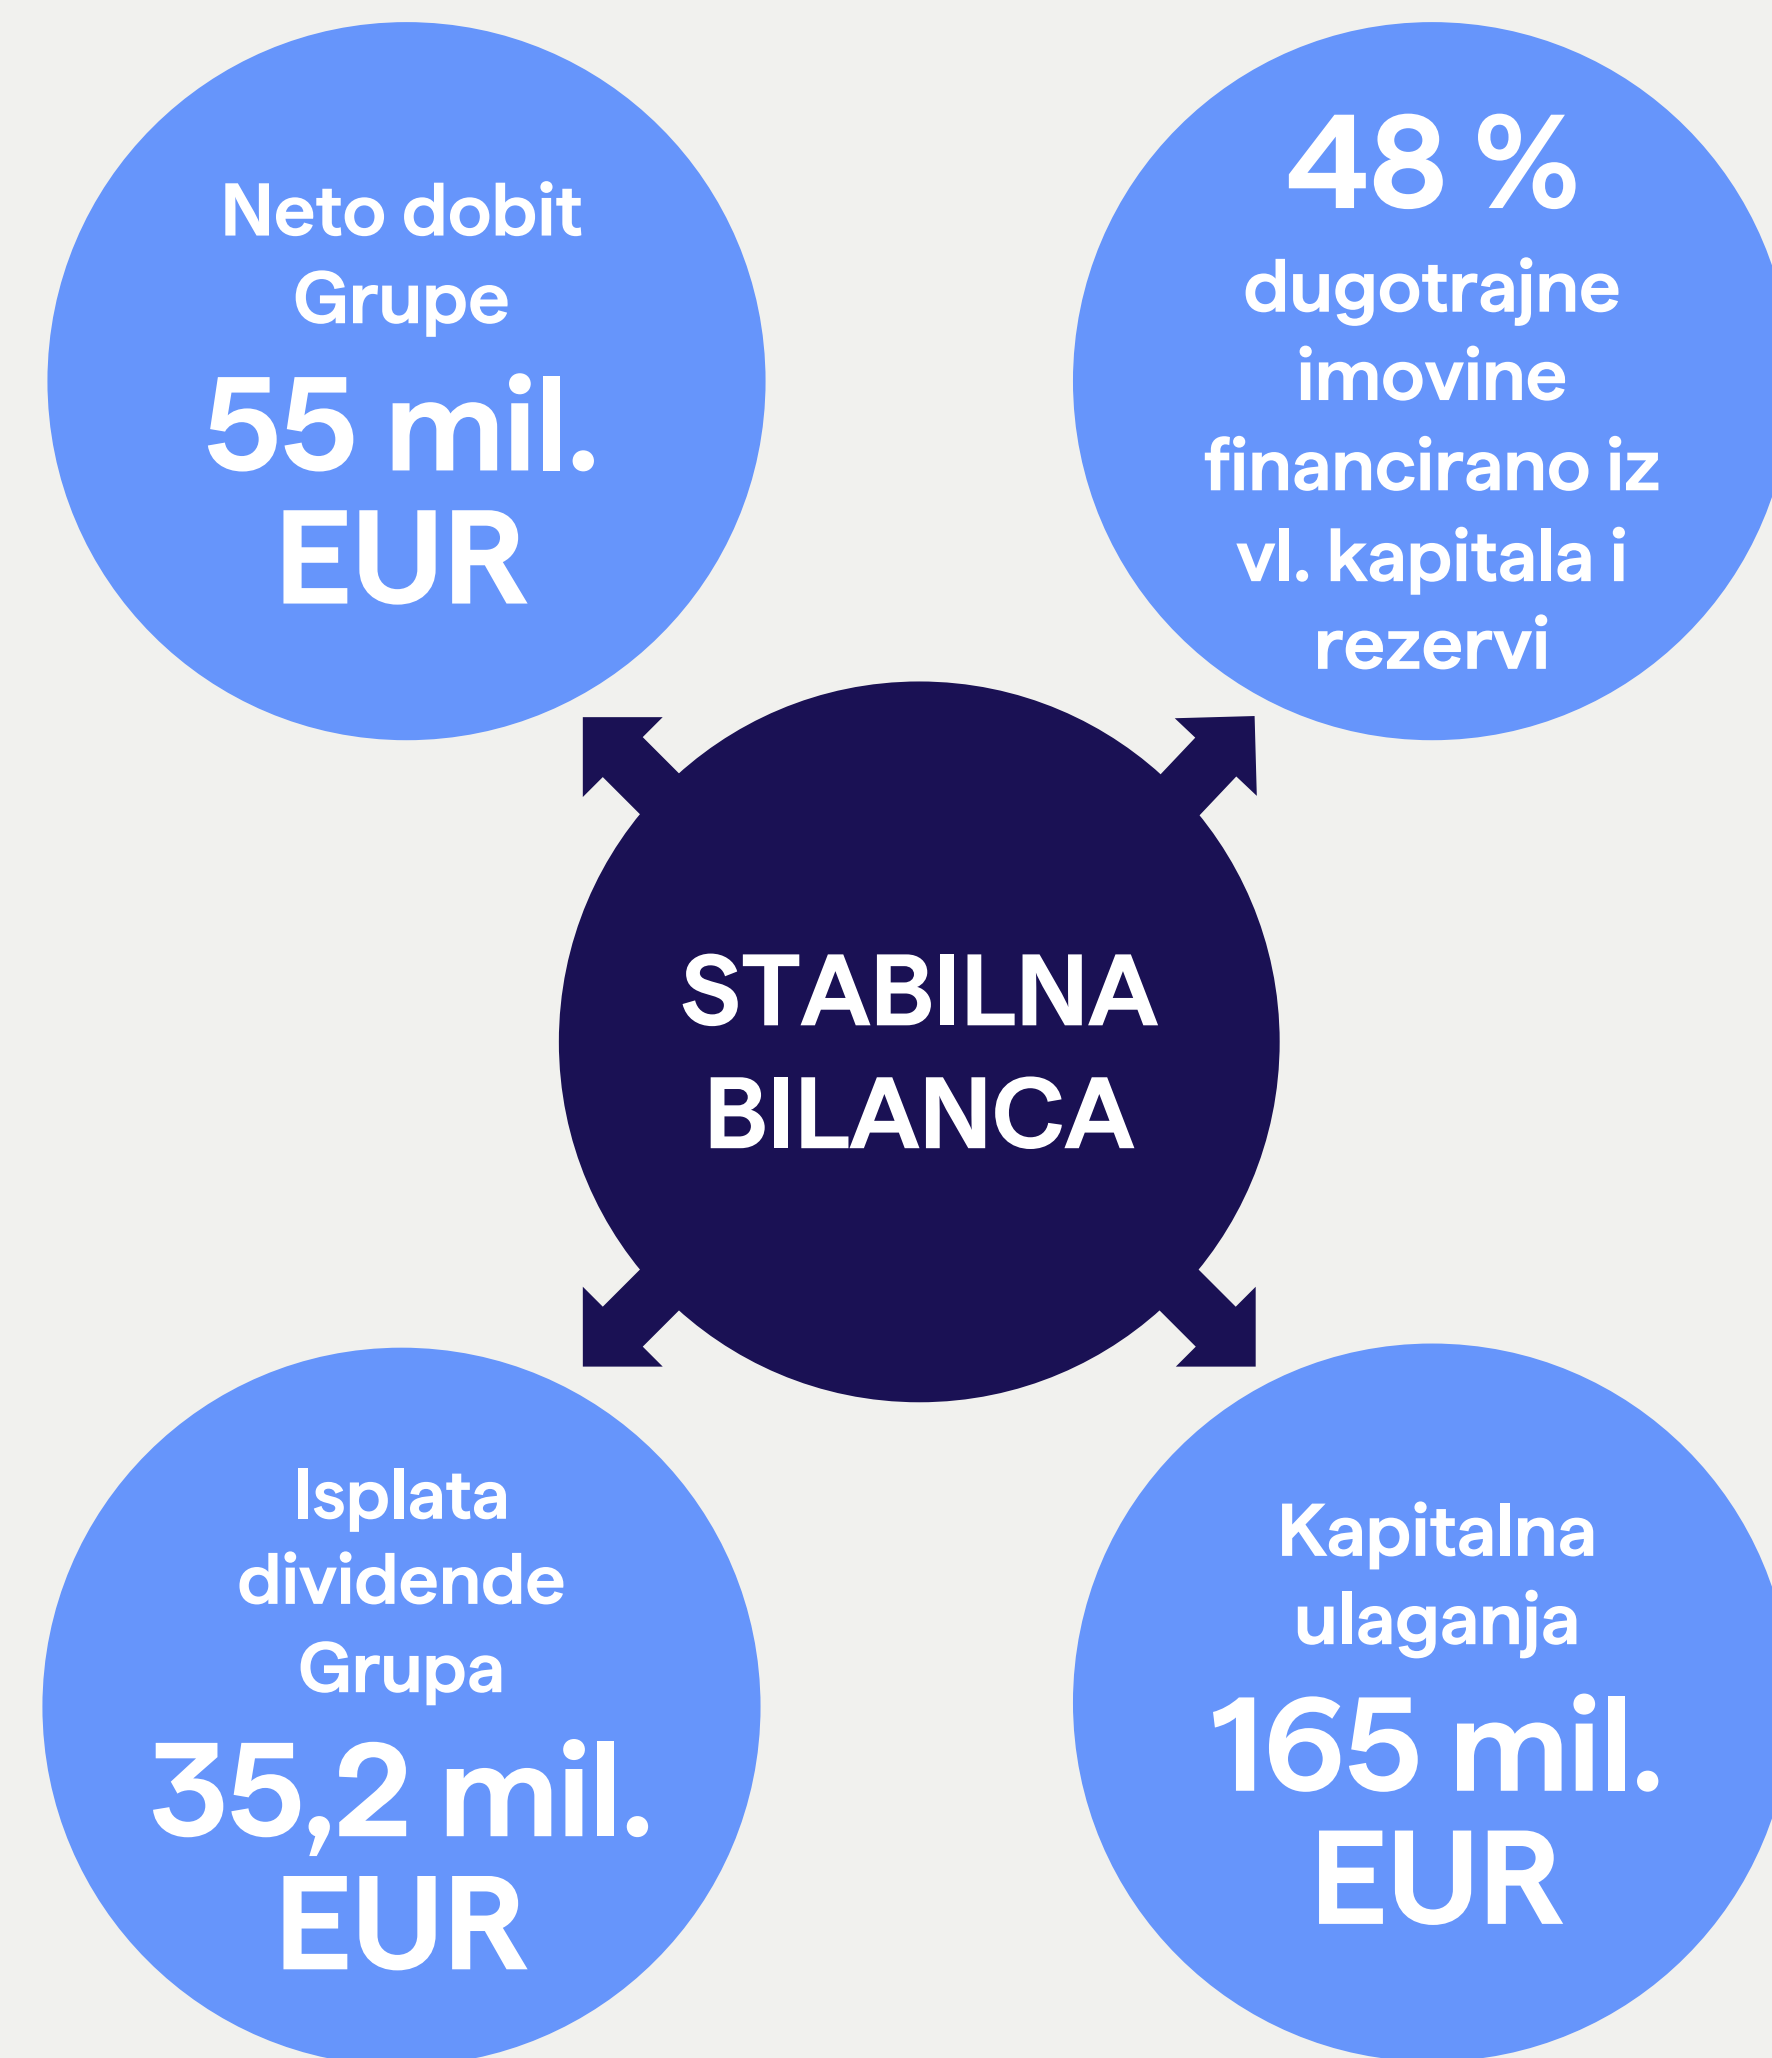 Neto dobit
Grupe
55 mil.
EUR
48 %
dugotrajne
imovine
financirano iz
vl. kapitala i
rezervi
STABILNA
BILANCA
Isplata
dividende
Grupa
35,2 mil.
EUR
Kapitalna
ulaganja
165 mil.
EUR